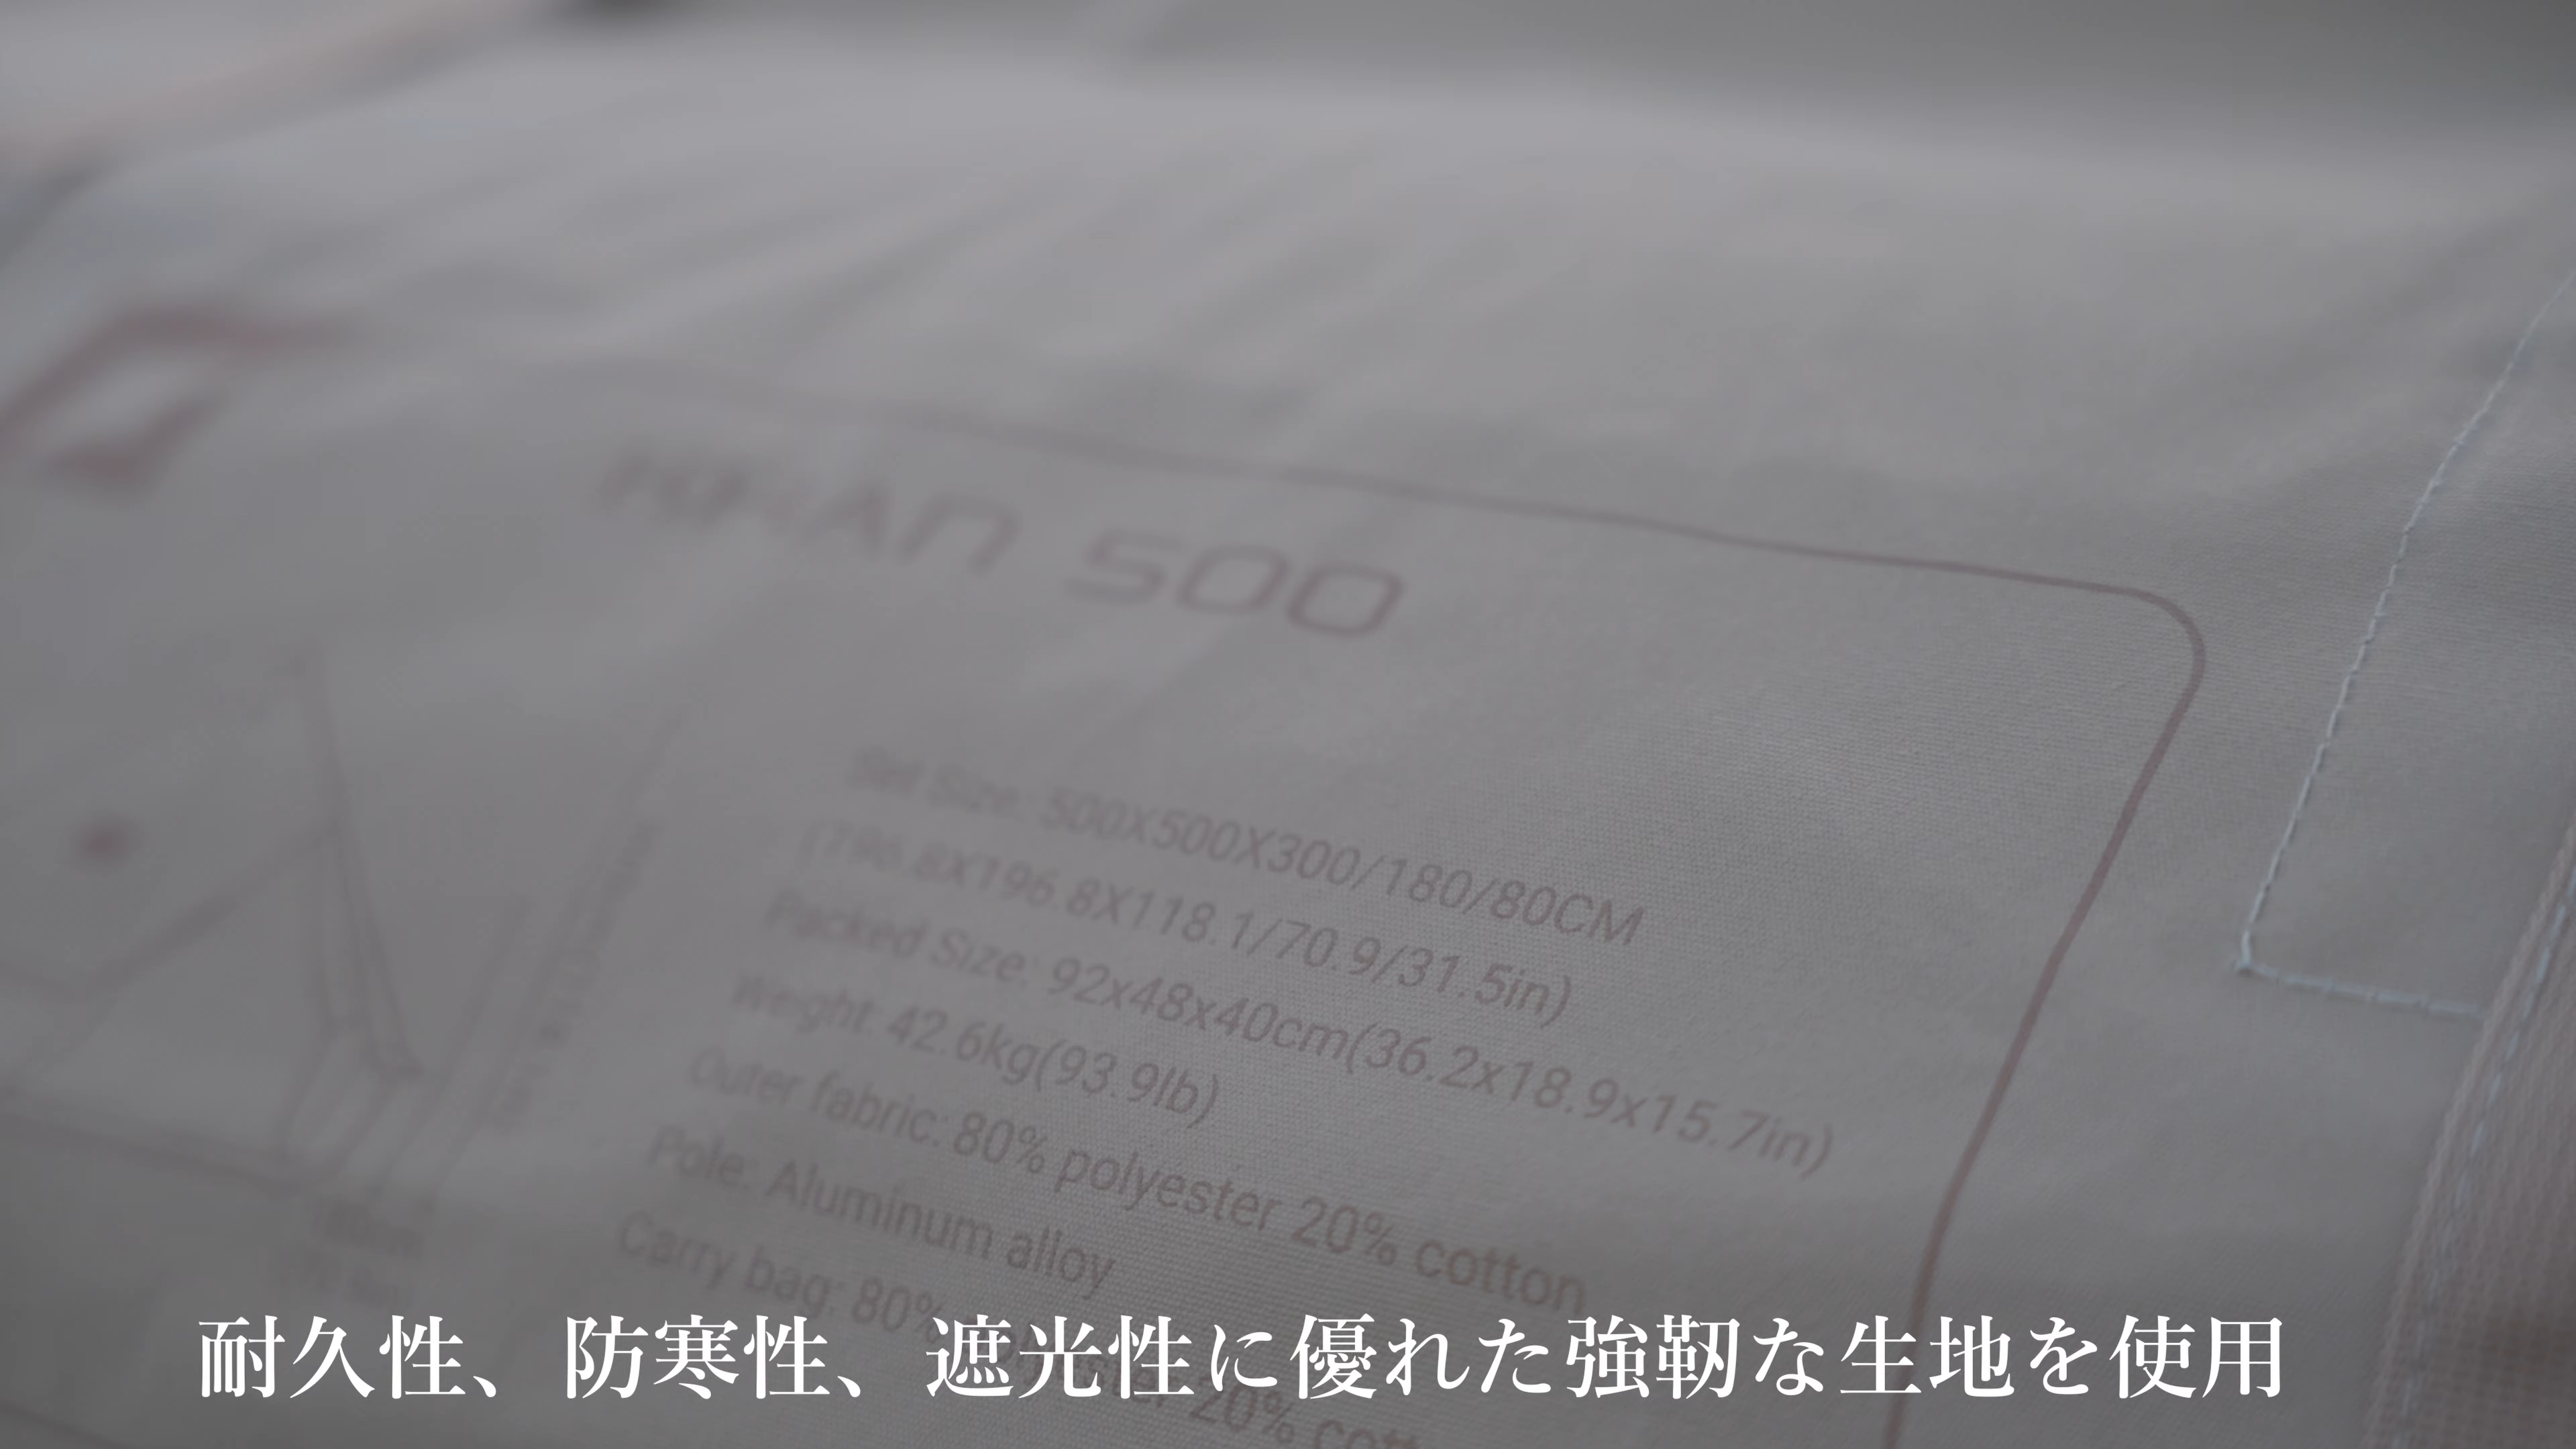 500
Set Size: 500X500X300/180/80CM
(796.8X196.8X118.1/70.9/31.5in)
Packed Size: 92x48x40cm(36.2x18.9x15.7in)
Weight: 42.6kg(93.9lb)
Outer fabric: 80% polyester 20% cotton
Pole: Aluminum alloy
Carry bag: 80% 20%
耐久性、防寒性、遮光性に優れた強靭な生地を使用